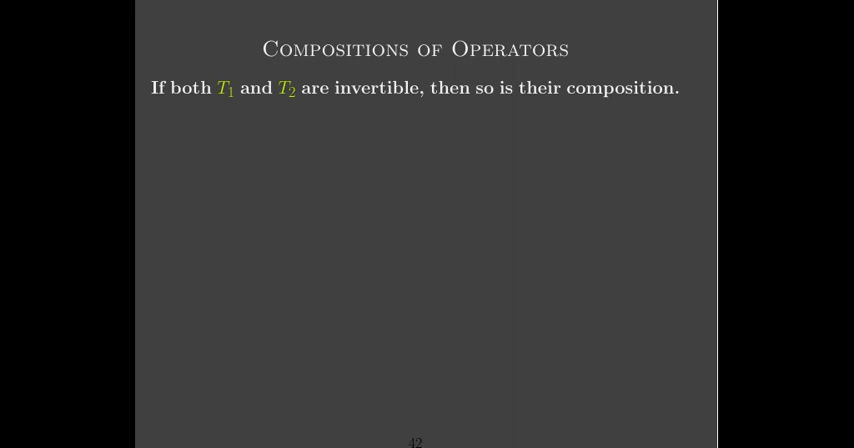 Compositions of Operators
If both T₁ and T₂ are invertible, then so is their composition.
42